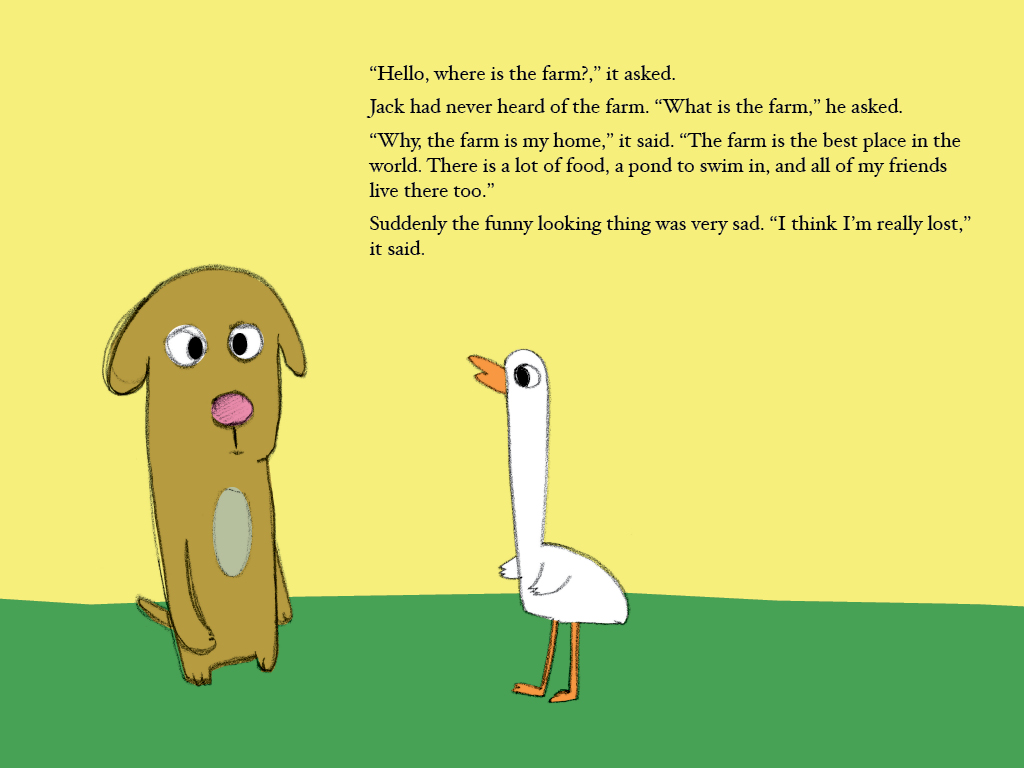 “Hello, where is the farm?,” it asked.
Jack had never heard of the farm. “What is the farm,” he asked.
“Why, the farm is my home,” it said. “The farm is the best place in the
world. There is a lot of food, a pond to swim in, and all of my friends
live there too.”
Suddenly the funny looking thing was very sad. “I think I’m really lost,”
it said.